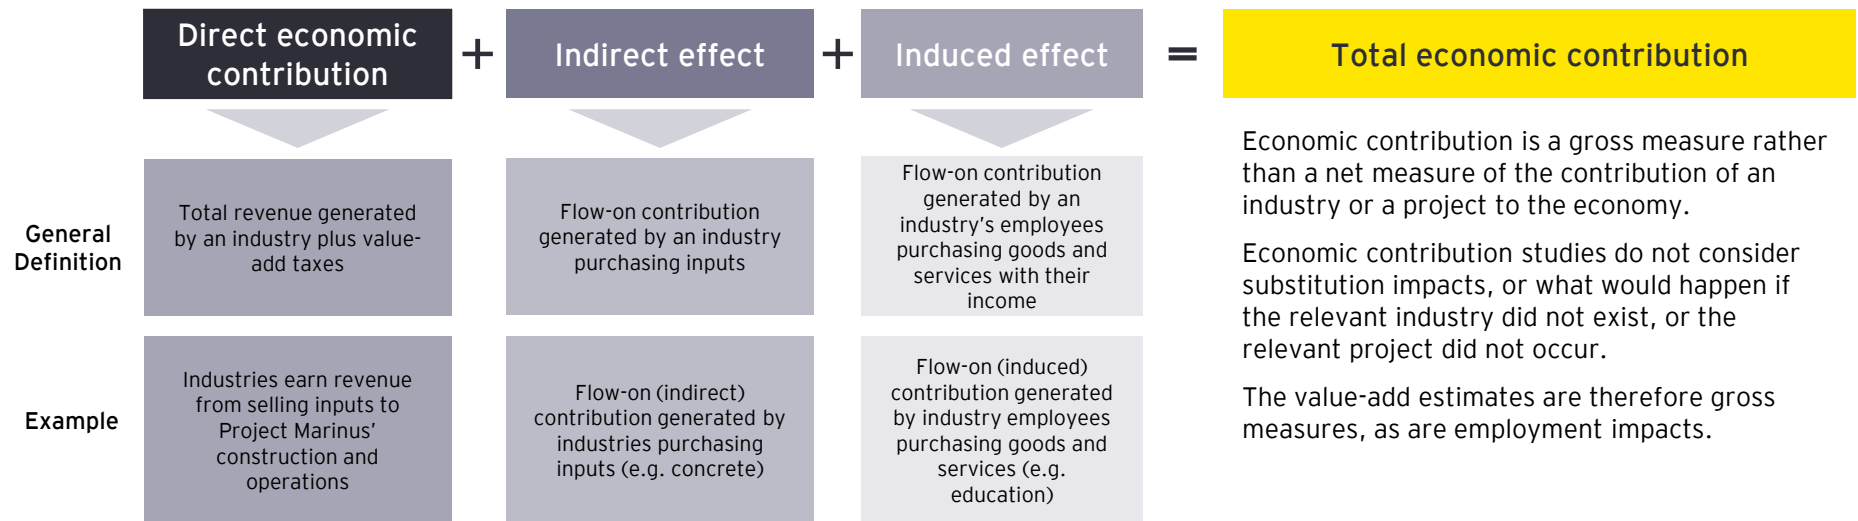 Direct economic
contribution
+
Indirect effect
+
Induced effect
=
Total economic contribution
General
Definition
Total revenue generated
by an industry plus value-
add taxes
Flow-on contribution
generated by an industry
purchasing inputs
Flow-on contribution
generated by an
industry's employees
purchasing goods and
services with their
income
Example
Industries earn revenue
from selling inputs to
Project Marinus'
construction and
operations
Flow-on (indirect)
contribution generated by
industries purchasing
inputs (e.g. concrete)
Flow-on (induced)
contribution generated
by industry employees
purchasing goods and
services (e.g.
education)
Economic contribution is a gross measure rather
than a net measure of the contribution of an
industry or a project to the economy.
Economic contribution studies do not consider
substitution impacts, or what would happen if
the relevant industry did not exist, or the
relevant project did not occur.
The value-add estimates are therefore gross
measures, as are employment impacts.